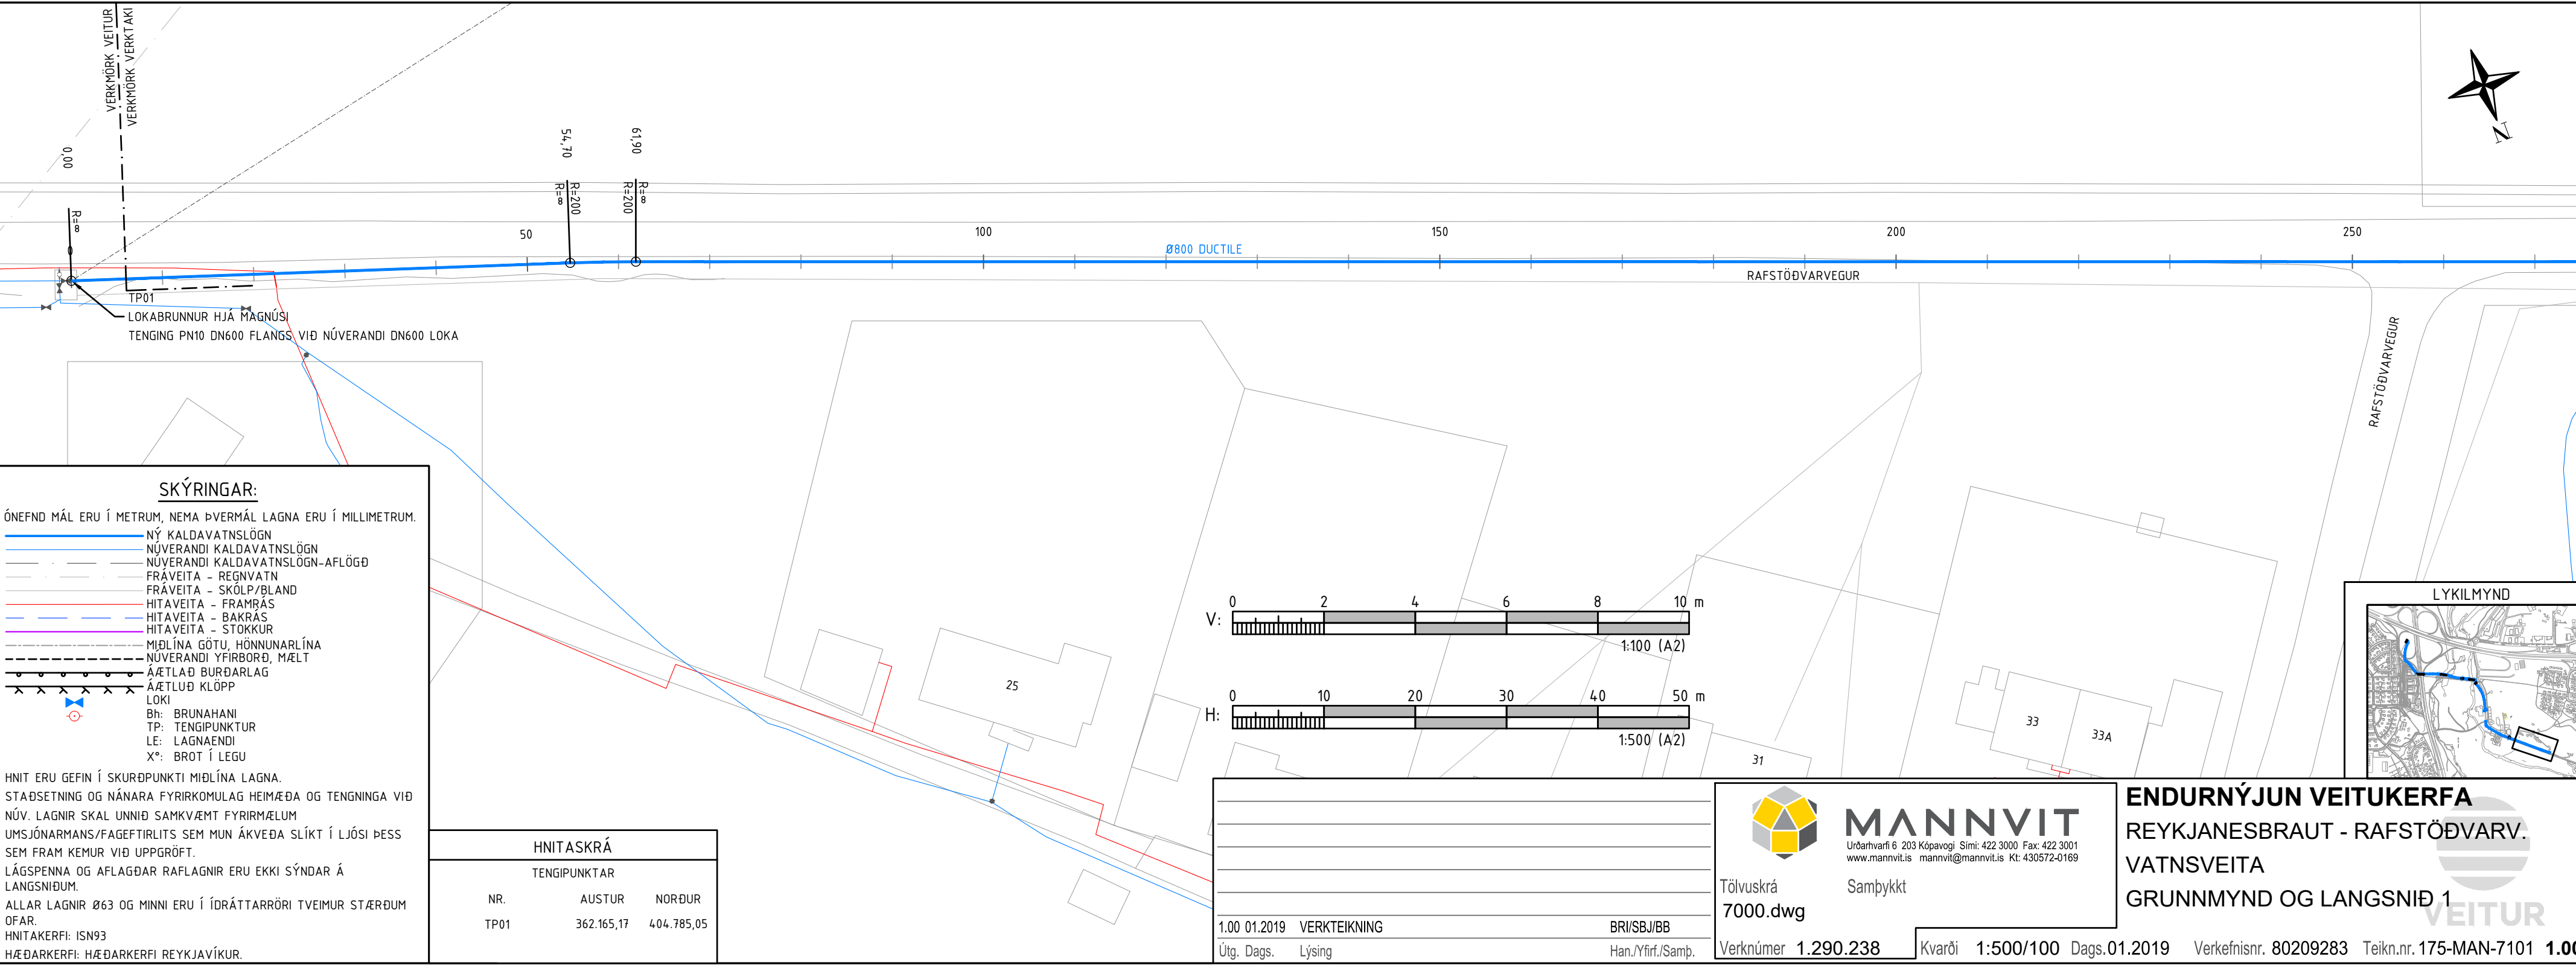 VERKMÖRK VEITUR
VERKMÖRK VERKTAKI
0,00
R=∞
0
54,70
R=∞
R=200
61,90
R=200
R=∞
50
100
150
200
250
Ø800 DUCTILE
RAFSTÖÐVARVEGUR
RAFSTÖÐVARVEGUR
N
TP01
LOKABRUNNUR HJÁ MAGNÚSI
TENGING PN10 DN600 FLANGS VIÐ NÚVERANDI DN600 LOKA
25
31
33
33A
SKÝRINGAR:
ÓNEFND MÁL ERU Í METRUM, NEMA ÞVERMÁL LAGNA ERU Í MILLIMETRUM.
NÝ KALDAVATNSLÖGN
NÚVERANDI KALDAVATNSLÖGN
NÚVERANDI KALDAVATNSLÖGN-AFLÖGÐ
FRÁVEITA - REGNVATN
FRÁVEITA - SKÓLP/BLAND
HITAVEITA - FRAMRÁS
HITAVEITA - BAKRÁS
HITAVEITA - STOKKUR
MIÐLÍNA GÖTU, HÖNNUNARLÍNA
NÚVERANDI YFIRBORÐ, MÆLT
ÁÆTLAÐ BURÐARLAG
ÁÆTLUÐ KLÖPP
LOKI
Bh: BRUNAHANI
TP: TENGIPUNKTUR
LE: LAGNAENDI
X°: BROT Í LEGU
HNIT ERU GEFIN Í SKURÐPUNKTI MIÐLÍNA LAGNA.
STAÐSETNING OG NÁNARA FYRIRKOMULAG HEIMÆÐA OG TENGNINGA VIÐ
NÚV. LAGNIR SKAL UNNIÐ SAMKVÆMT FYRIRMÆLUM
UMSJÓNARMANS/FAGEFTIRLITS SEM MUN ÁKVEÐA SLÍKT Í LJÓSI ÞESS
SEM FRAM KEMUR VIÐ UPPGRÖFT.
LÁGSPENNA OG AFLAGÐAR RAFLAGNIR ERU EKKI SÝNDAR Á
LANGSNIÐUM.
ALLAR LAGNIR Ø63 OG MINNI ERU Í ÍDRÁTTARRÖRI TVEIMUR STÆRÐUM
OFAR.
HNITAKERFI: ISN93
HÆÐARKERFI: HÆÐARKERFI REYKJAVÍKUR.
HNITASKRÁ
TENGIPUNKTAR
NR. AUSTUR NORÐUR
TP01 362.165,17 404.785,05
V: 0 2 4 6 8 10 m
1:100 (A2)
H: 0 10 20 30 40 50 m
1:500 (A2)
LYKILMYND
1.00 01.2019 VERKTEIKNING BRI/SBJ/BB
Útg. Dags. Lýsing Han./Yfirf./Samþ.
MANNVIT
Urðarhvarfi 6 203 Kópavogi Sími: 422 3000 Fax: 422 3001
www.mannvit.is mannvit@mannvit.is Kt: 430572-0169
Tölvuskrá Samþykkt
7000.dwg
Verknúmer 1.290.238
ENDURNÝJUN VEITUKERFA
REYKJANESBRAUT - RAFSTÖÐVARV.
VATNSVEITA
GRUNNMYND OG LANGSNIÐ 1
VEITUR
Kvarði 1:500/100 Dags. 01.2019 Verkefnisnr. 80209283 Teikn.nr. 175-MAN-7101 1.00